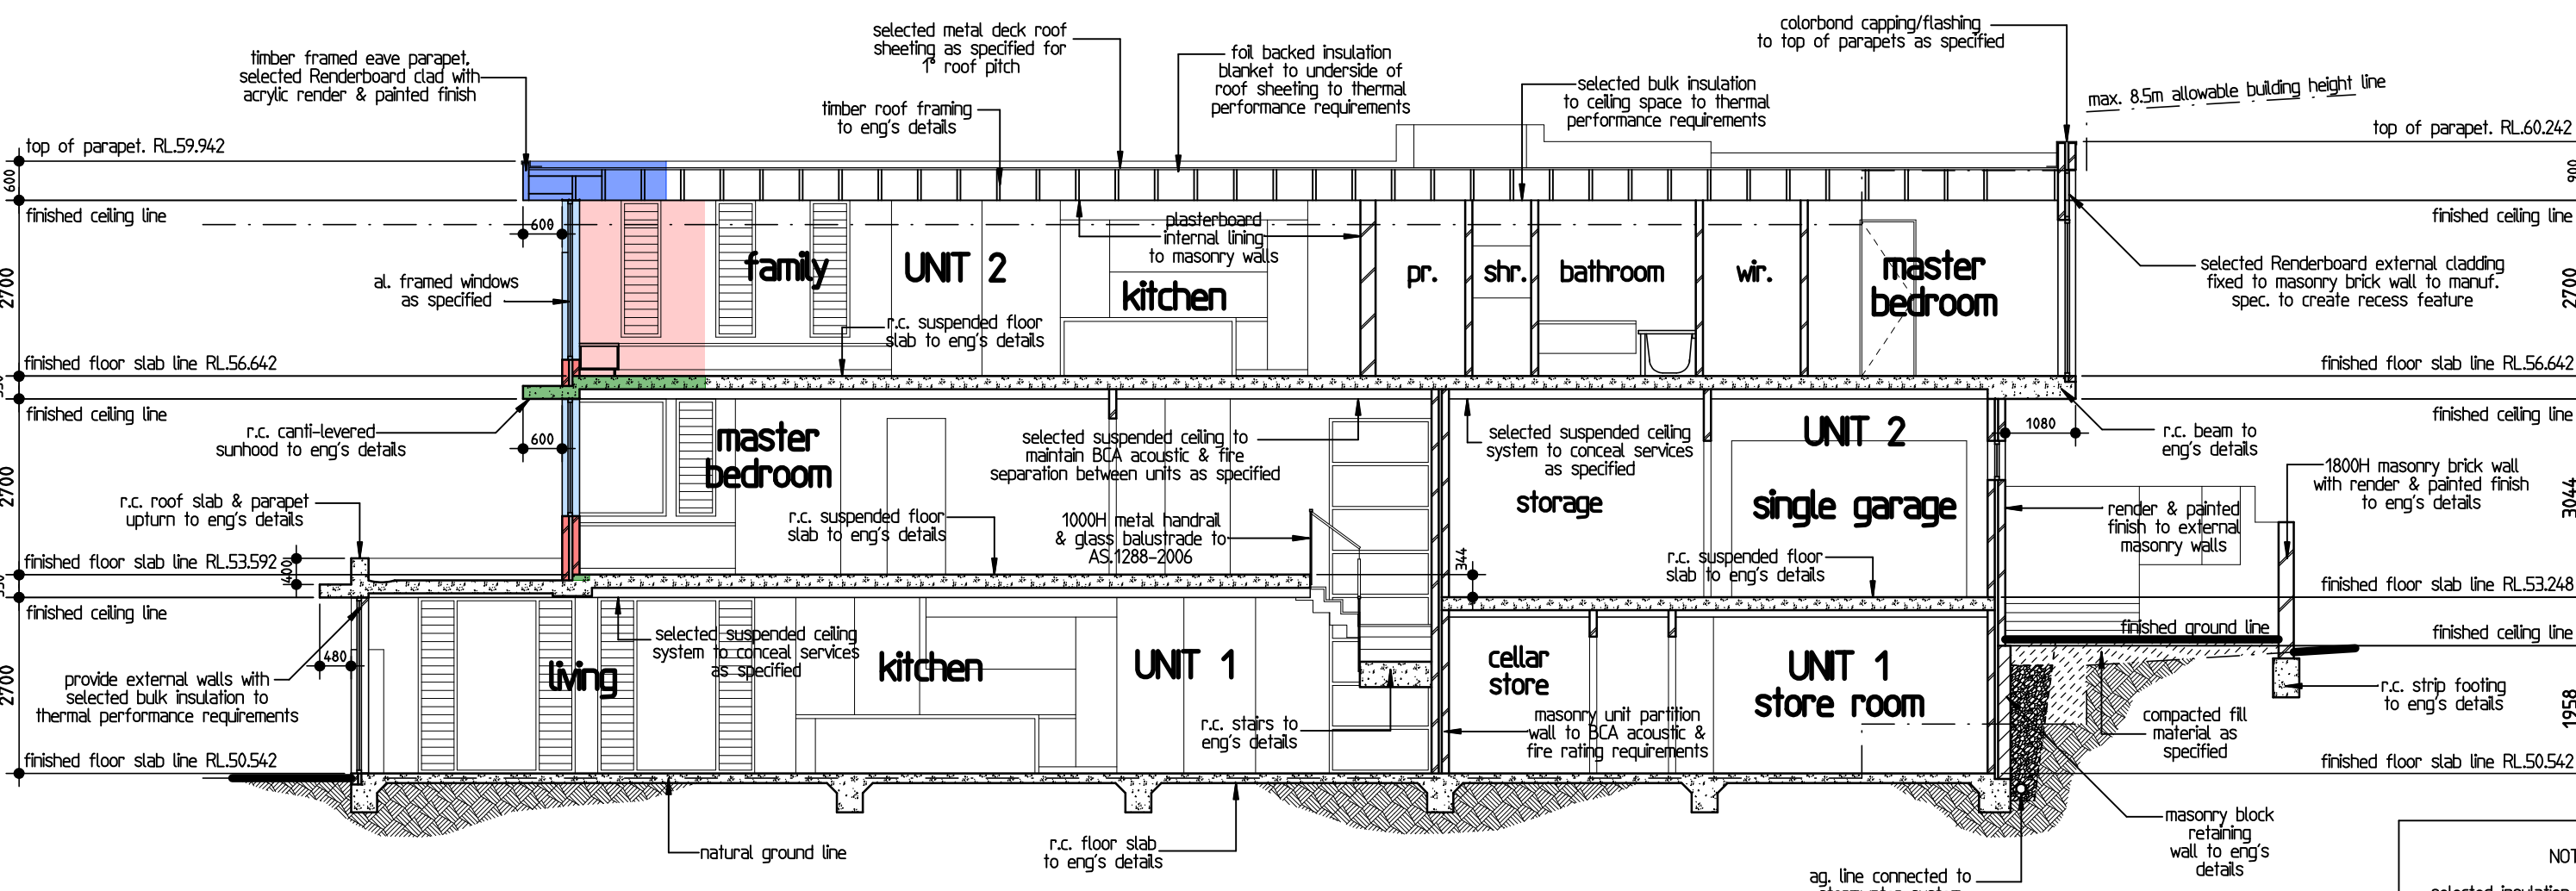 colorbond capping/flashing
to top of parapets as specified
selected metal deck roof
sheeting as specified for
1° roof pitch
foil backed insulation
blanket to underside of
roof sheeting to thermal
performance requirements
timber framed eave parapet,
selected Renderboard clad with
acrylic render & painted finish
selected bulk insulation
to ceiling space to thermal
performance requirements
max. 8.5m allowable building height line
timber roof framing
to eng's details
top of parapet. RL.59.942
top of parapet. RL.60.242
600
900
finished ceiling line
finished ceiling line
600
plasterboard
internal lining
to masonry walls
family
UNIT 2
kitchen
pr.
shr.
bathroom
wir.
master
bedroom
al. framed windows
as specified
2700
2700
selected Renderboard external cladding
fixed to masonry brick wall to manuf.
spec. to create recess feature
r.c. suspended floor
slab to eng's details
finished floor slab line RL.56.642
finished floor slab line RL.56.642
finished ceiling line
finished ceiling line
r.c. canti-levered
sunhood to eng's details
600
master
bedroom
selected suspended ceiling to
maintain BCA acoustic & fire
separation between units as specified
selected suspended ceiling
system to conceal services
as specified
UNIT 2
1080
r.c. beam to
eng's details
storage
single garage
2700
3044
1800H masonry brick wall
with render & painted finish
to eng's details
r.c. roof slab & parapet
upturn to eng's details
r.c. suspended floor
slab to eng's details
1000H metal handrail
& glass balustrade to
AS.1288-2006
render & painted
finish to external
masonry walls
344
r.c. suspended floor
slab to eng's details
finished floor slab line RL.53.592
400
finished floor slab line RL.53.248
finished ceiling line
finished ground line
finished ceiling line
480
selected suspended ceiling
system to conceal services
as specified
living
kitchen
UNIT 1
cellar
store
UNIT 1
store room
provide external walls with
selected bulk insulation to
thermal performance requirements
2700
1958
r.c. strip footing
to eng's details
r.c. stairs to
eng's details
masonry unit partition
wall to BCA acoustic &
fire rating requirements
compacted fill
material as
specified
finished floor slab line RL.50.542
finished floor slab line RL.50.542
natural ground line
r.c. floor slab
to eng's details
masonry block
retaining
wall to eng's
details
ag. line connected to
NOT